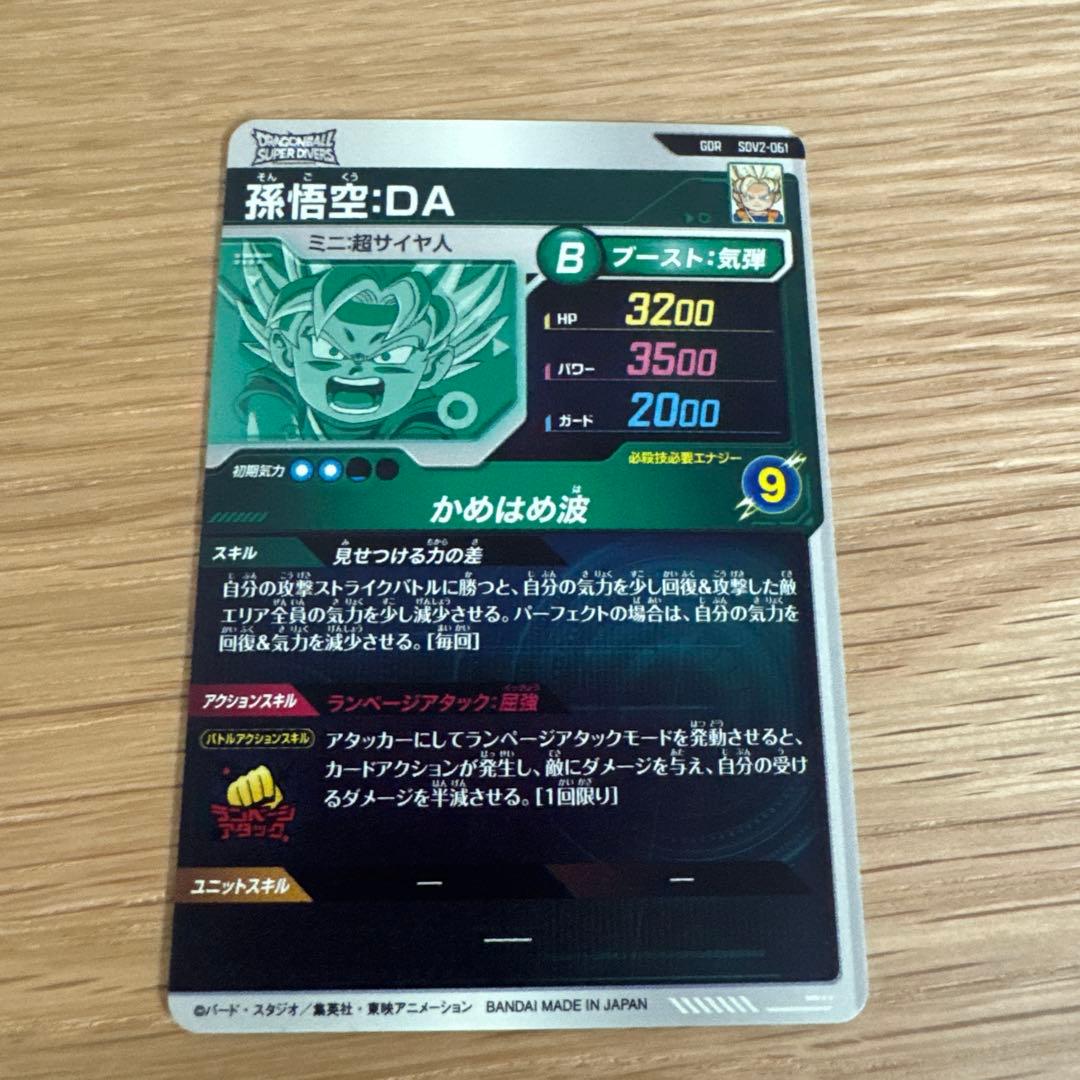 DRAGONBALL
SUPER DIVERS
GDR SDV2-061
そん ご くう
孫悟空:DA
ミニ:超サイヤ人
B ブースト:気弾
HP 3200
パワー 3500
ガード 2000
初期気力
必殺技必要エナジー
9
は
かめはめ波
スキル 見せつける力の差
自分の攻撃ストライクバトルに勝つと、自分の気力を少し回復&攻撃した敵
エリア全員の気力を少し減少させる。パーフェクトの場合は、自分の気力を
回復&気力を減少させる。[毎回]
アクションスキル ランページアタック:屈強
バトルアクションスキル
ランページ
アタック
アタッカーにしてランページアタックモードを発動させると、
カードアクションが発生し、敵にダメージを与え、自分の受け
るダメージを半減させる。[1回限り]
ユニットスキル — —
—
©バード・スタジオ/集英社・東映アニメーション BANDAI MADE IN JAPAN